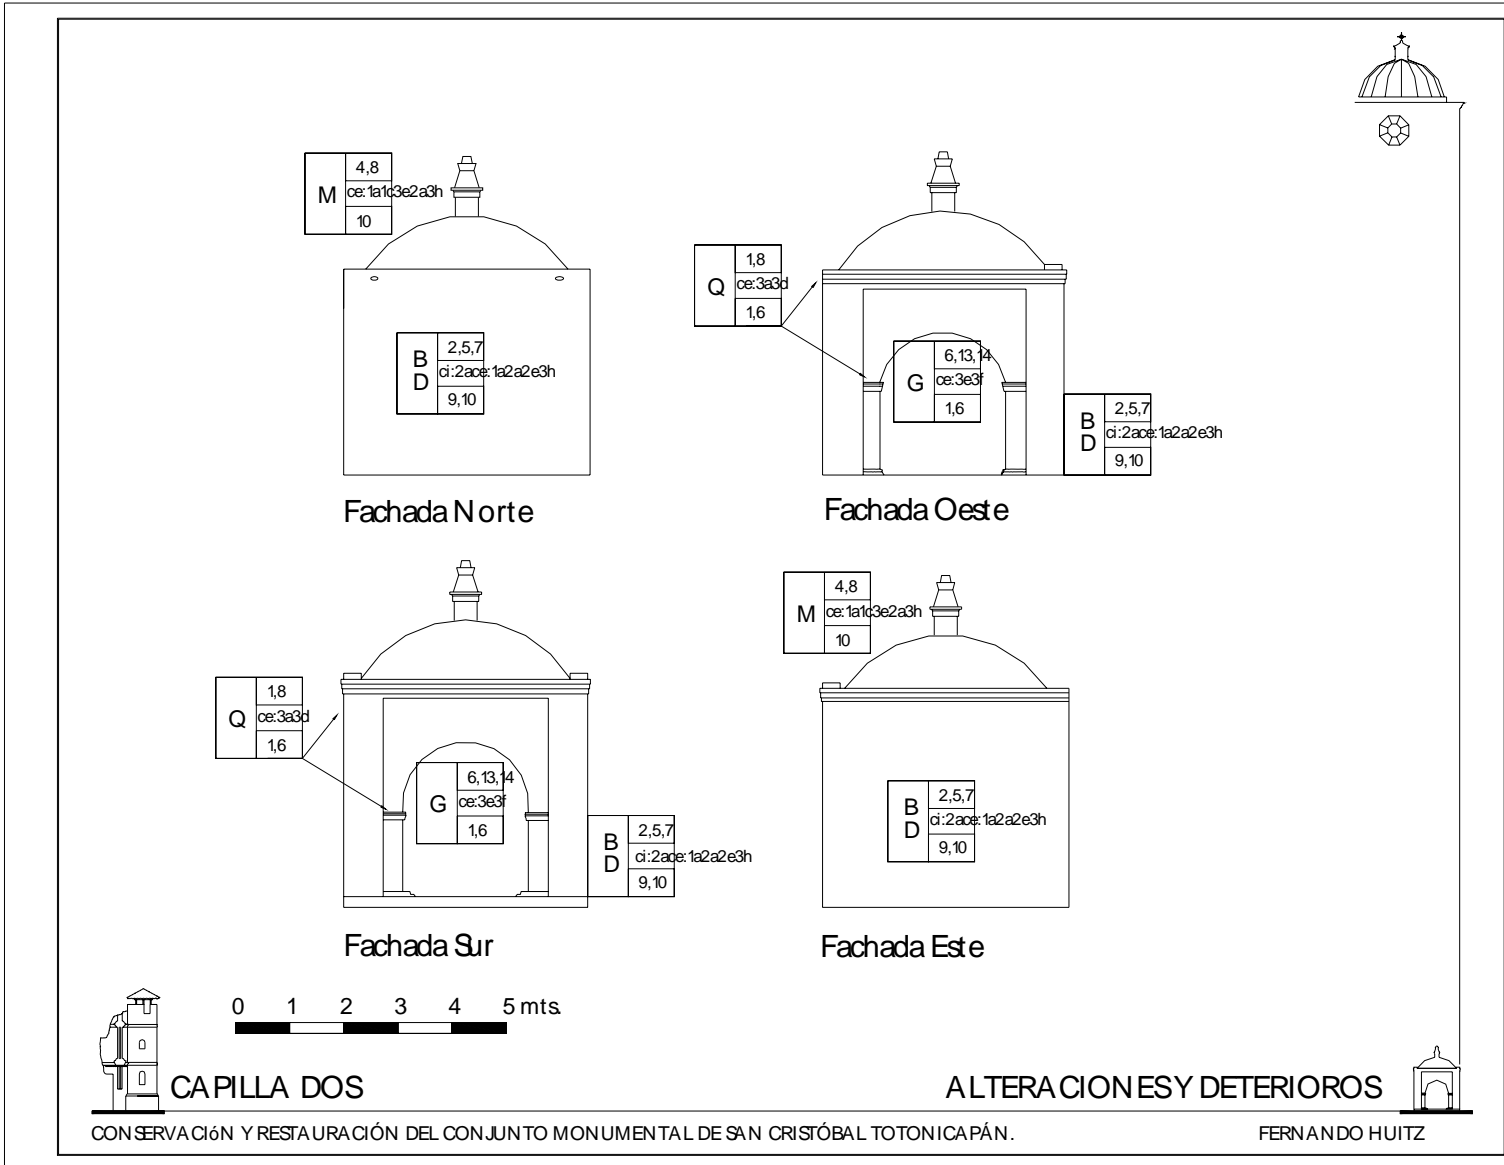 M
4,8
ce:1a1c3e2a3h
10
B
D
2,5,7
ci:2ace:1a2a2e3h
9,10
Fachada Norte
Q
1,8
ce:3a3d
1,6
G
6,13,14
ce:3e3f
1,6
B
D
2,5,7
ci:2ace:1a2a2e3h
9,10
Fachada Oeste
Q
1,8
ce:3a3d
1,6
G
6,13,14
ce:3e3f
1,6
B
D
2,5,7
ci:2ace:1a2a2e3h
9,10
Fachada Sur
M
4,8
ce:1a1c3e2a3h
10
B
D
2,5,7
ci:2ace:1a2a2e3h
9,10
Fachada Este
0 1 2 3 4 5 mts.
CAPILLA DOS
ALTERACIONES Y DETERIOROS
CONSERVACIóN Y RESTAURACIÓN DEL CONJUNTO MONUMENTAL DE SAN CRISTÓBAL TOTONICAPÁN.
FERNANDO HUITZ